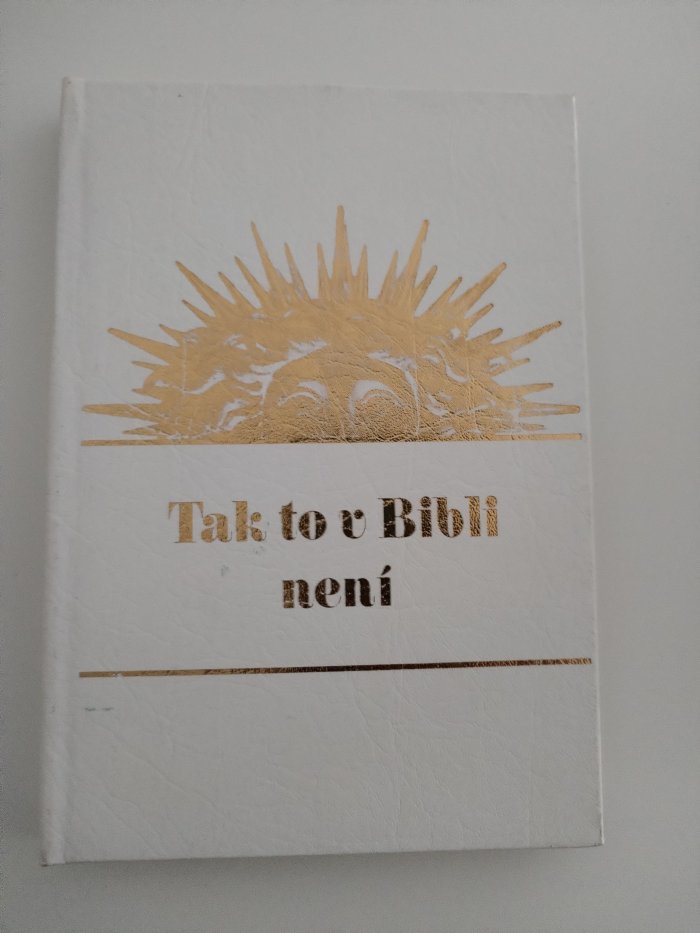 Tak to v Bibli
není